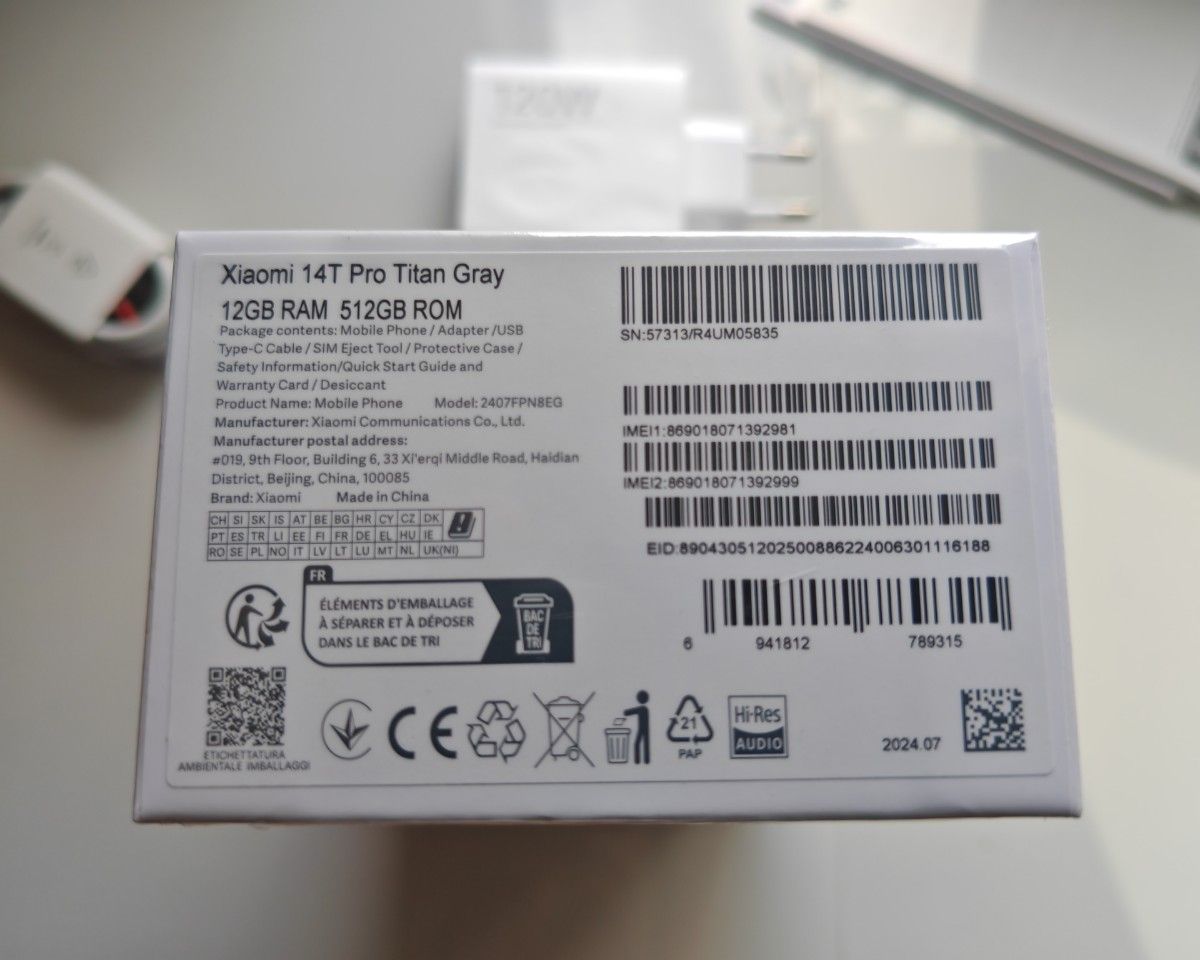 120W
Xiaomi 14T Pro Titan Gray
12GB RAM 512GB ROM
Package contents: Mobile Phone / Adapter /USB
Type-C Cable / SIM Eject Tool / Protective Case /
Safety Information/Quick Start Guide and
Warranty Card / Desiccant
Product Name: Mobile Phone Model: 2407FPN8EG
Manufacturer: Xiaomi Communications Co., Ltd.
Manufacturer postal address:
#019, 9th Floor, Building 6, 33 Xi'erqi Middle Road, Haidian
District, Beijing, China, 100085
Brand: Xiaomi Made in China
CH SI SK IS AT BE BG HR CY CZ DK
PT ES TR LI EE FI FR DE EL HU IE
RO SE PL NO IT LV LT LU MT NL UK(NI)
SN:57313/R4UM05835
IMEI1:869018071392981
IMEI2:869018071392999
EID:89043051202500886224006301116188
6 941812 789315
FR
ÉLÉMENTS D'EMBALLAGE
À SÉPARER ET À DÉPOSER
DANS LE BAC DE TRI
BAC
DE
TRI
ETICHETTATURA
AMBIENTALE IMBALLAGGI
CE
21
PAP
Hi-Res
AUDIO
2024.07